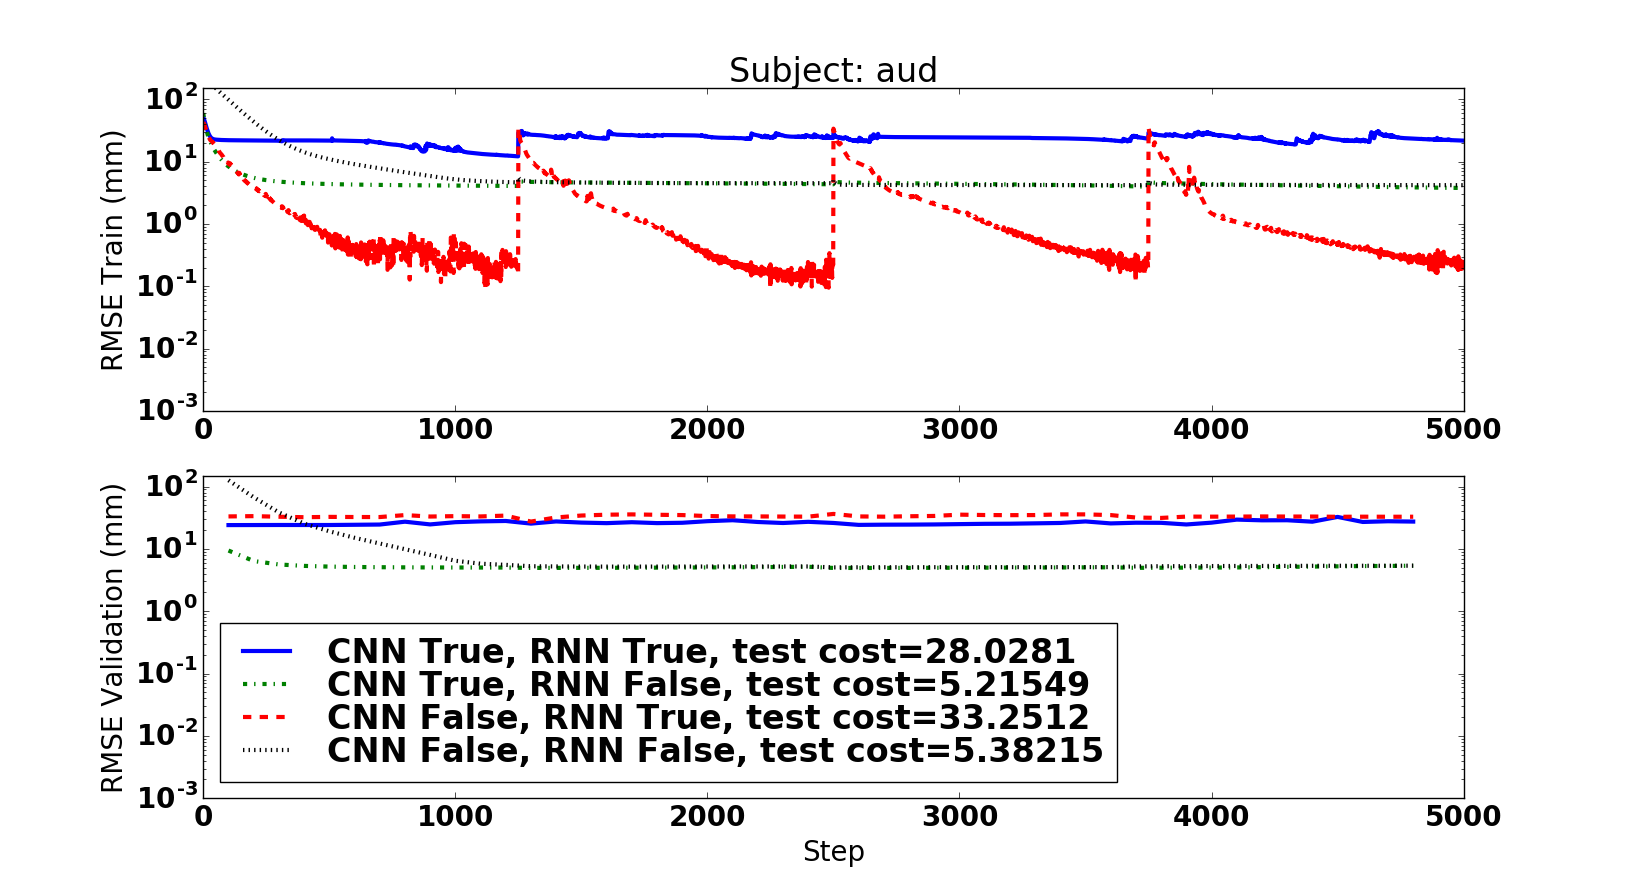 Subject: aud
RMSE Train (mm)
10^2
10^1
10^0
10^-1
10^-2
10^-3
0 1000 2000 3000 4000 5000
RMSE Validation (mm)
10^2
10^1
10^0
10^-1
10^-2
10^-3
CNN True, RNN True, test cost=28.0281
CNN True, RNN False, test cost=5.21549
CNN False, RNN True, test cost=33.2512
CNN False, RNN False, test cost=5.38215
0 1000 2000 3000 4000 5000
Step